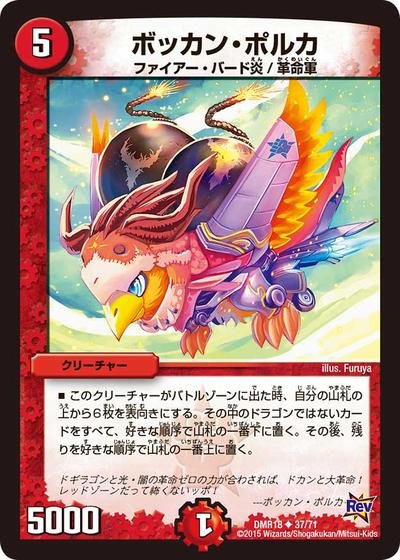 5
ボッカン・ポルカ
ファイアー・バード炎 / 革命軍
クリーチャー
illus. Furuya
■ このクリーチャーがバトルゾーンに出た時、自分の山札の
上から6枚を表向きにする。その中のドラゴンではないカー
ドをすべて、好きな順序で山札の一番下に置く。その後、残
りを好きな順序で山札の一番上に置く。
ドギラゴンと光・闇の革命ゼロの力が合わされば、ドカンと大革命!
レッドゾーンだって怖くないッポ!
---ボッカン・ポルカ
5000
1
Rev
DMR18 ◆ 37/71
©2015 Wizards/Shogakukan/Mitsui-Kids